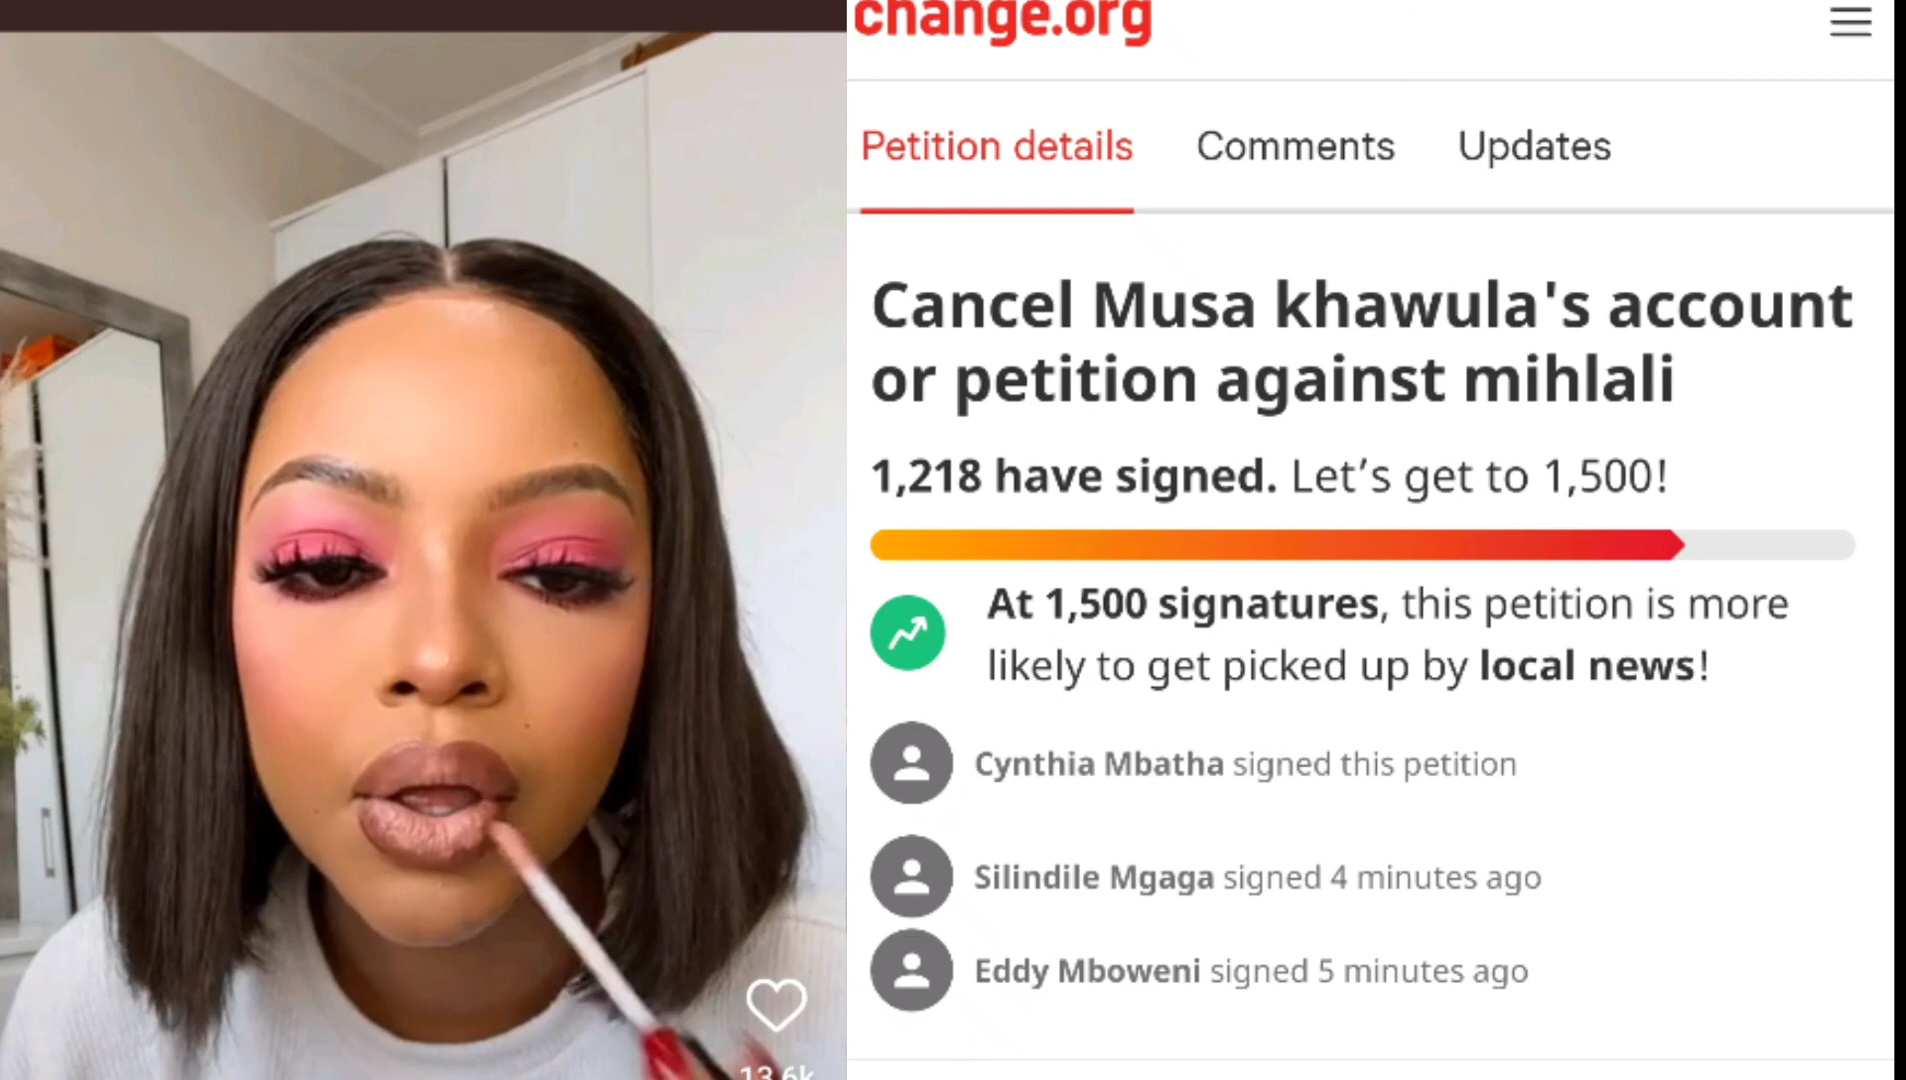 change.org
Petition details Comments Updates
Cancel Musa khawula's account
or petition against mihlali
1,218 have signed. Let's get to 1,500!
At 1,500 signatures, this petition is more
likely to get picked up by local news!
Cynthia Mbatha signed this petition
Silindile Mgaga signed 4 minutes ago
Eddy Mboweni signed 5 minutes ago
13.6k